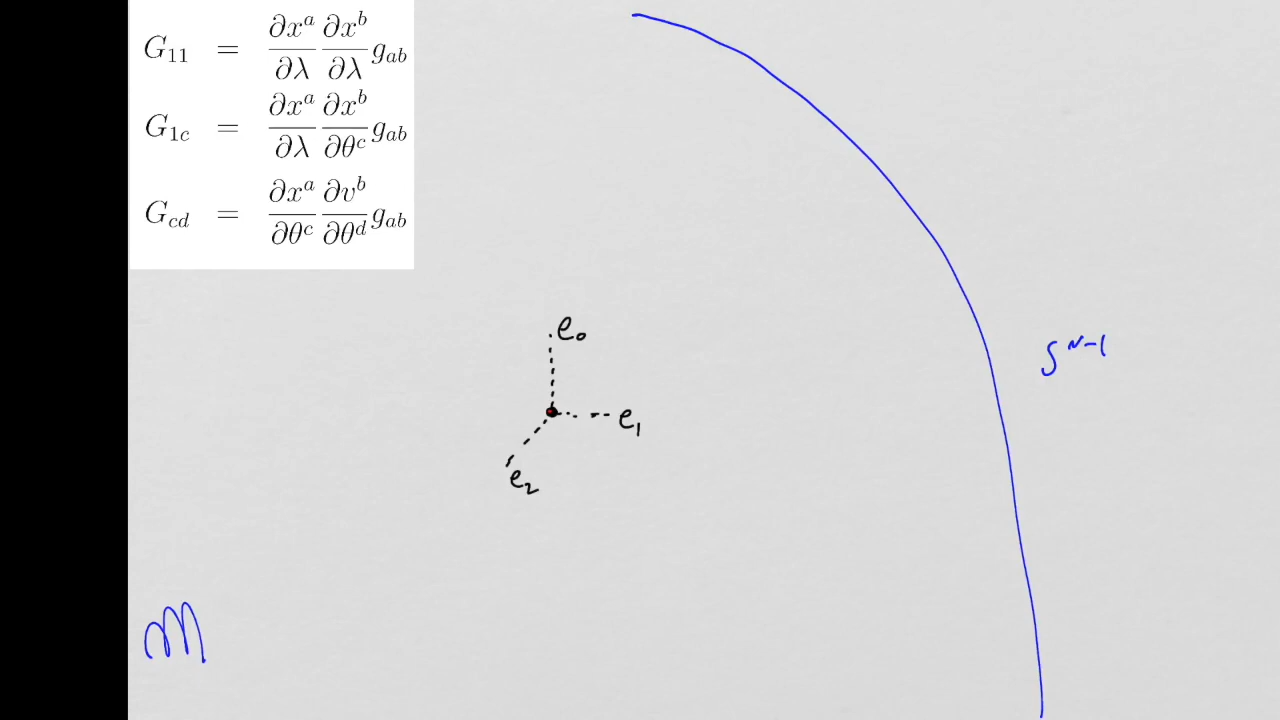 G_{11} = \frac{\partial x^a}{\partial \lambda} \frac{\partial x^b}{\partial \lambda} g_{ab}
G_{1c} = \frac{\partial x^a}{\partial \lambda} \frac{\partial x^b}{\partial \theta^c} g_{ab}
G_{cd} = \frac{\partial x^a}{\partial \theta^c} \frac{\partial v^b}{\partial \theta^d} g_{ab}
e_0
S^{N-1}
e_1
e_2
M